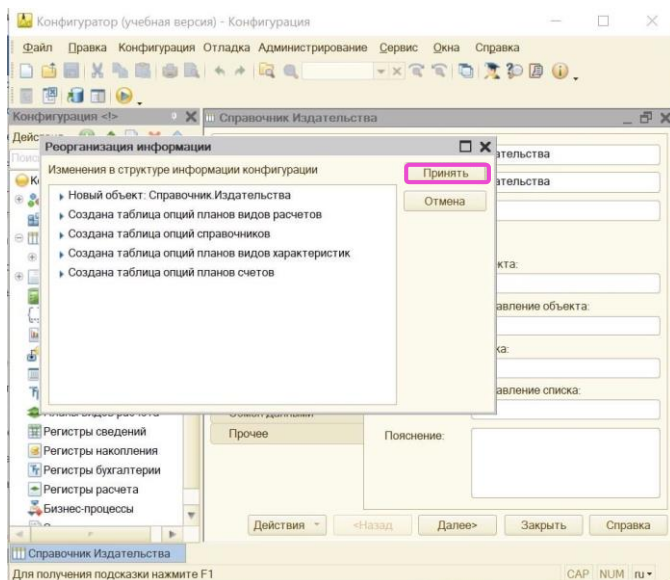 Конфигуратор (учебная версия) - Конфигурация
Файл Правка Конфигурация Отладка Администрирование Сервис Окна Справка
Конфигурация <!>
Справочник Издательства
Реорганизация информации
Изменения в структуре информации конфигурации
Принять
Новый объект: Справочник.Издательства
Отмена
Создана таблица опций планов видов расчетов
Создана таблица опций справочников
Создана таблица опций планов видов характеристик
Создана таблица опций планов счетов
Прочее
Пояснение:
Регистры сведений
Регистры накопления
Регистры бухгалтерии
Регистры расчета
Бизнес-процессы
Действия
<Назад
Далее>
Закрыть
Справка
Справочник Издательства
Для получения подсказки нажмите F1
CAP NUM ru